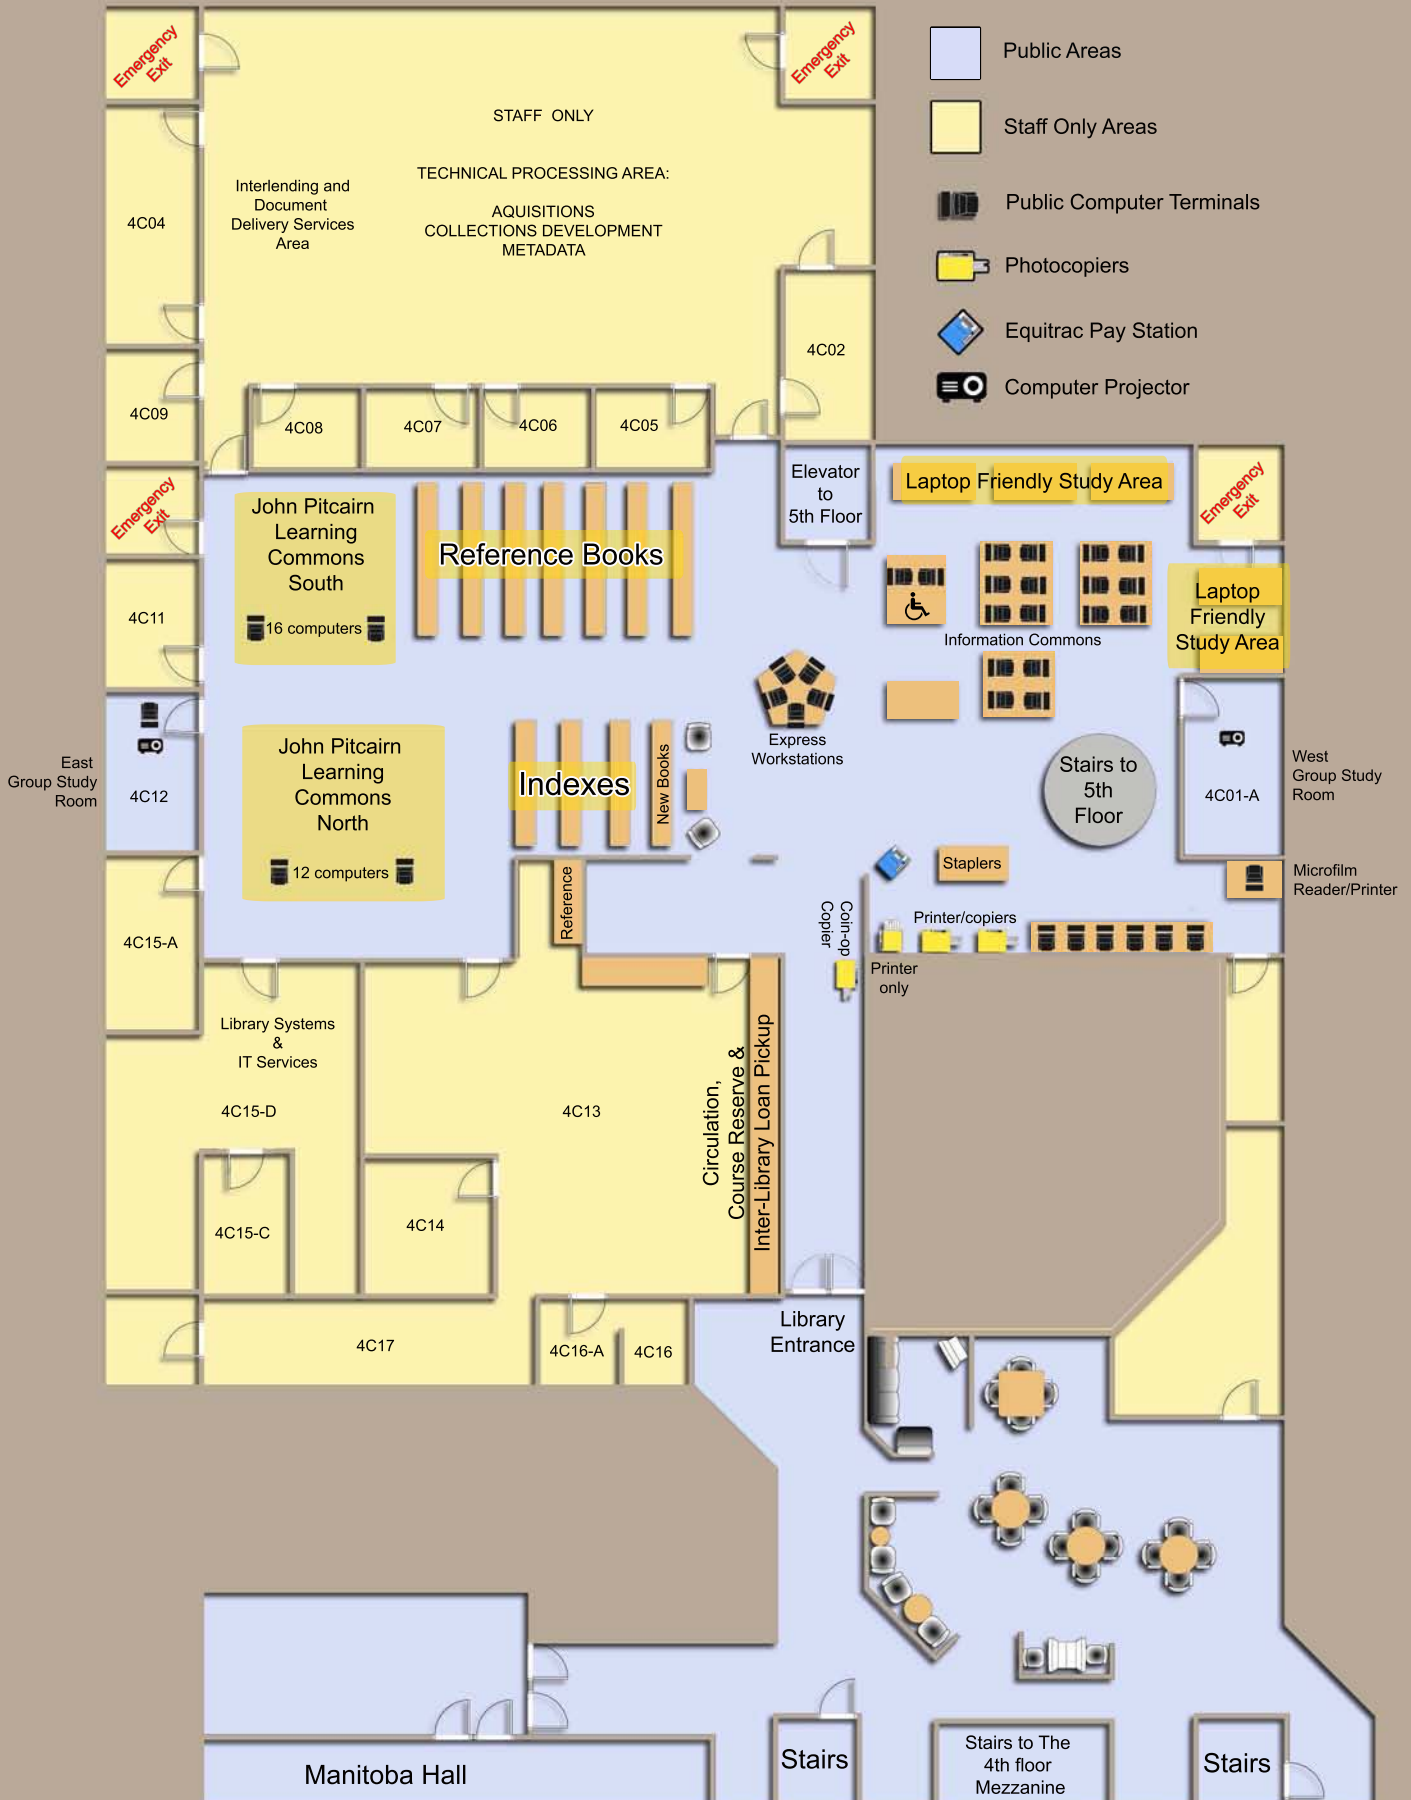 Emergency
Exit
Emergency
Exit
Public Areas
Staff Only Areas
Public Computer Terminals
Photocopiers
Equitrac Pay Station
Computer Projector
STAFF ONLY
TECHNICAL PROCESSING AREA:
AQUISITIONS
COLLECTIONS DEVELOPMENT
METADATA
Interlending and
Document
Delivery Services
Area
4C04
4C02
4C09
4C08
4C07
4C06
4C05
Emergency
Exit
John Pitcairn
Learning
Commons
South
16 computers
Reference Books
Elevator
to
5th Floor
Laptop Friendly Study Area
Emergency
Exit
Laptop
Friendly
Study Area
Information Commons
4C11
East
Group Study
Room
4C12
John Pitcairn
Learning
Commons
North
12 computers
Indexes
New Books
Express
Workstations
Stairs to
5th
Floor
4C01-A
West
Group Study
Room
Staplers
Microfilm
Reader/Printer
Reference
Coin-op
Copier
Printer/copiers
Printer
only
4C15-A
Library Systems
&
IT Services
4C15-D
4C13
Circulation,
Course Reserve &
Inter-Library Loan Pickup
4C15-C
4C14
Library
Entrance
4C17
4C16-A
4C16
Manitoba Hall
Stairs
Stairs to The
4th floor
Mezzanine
Stairs